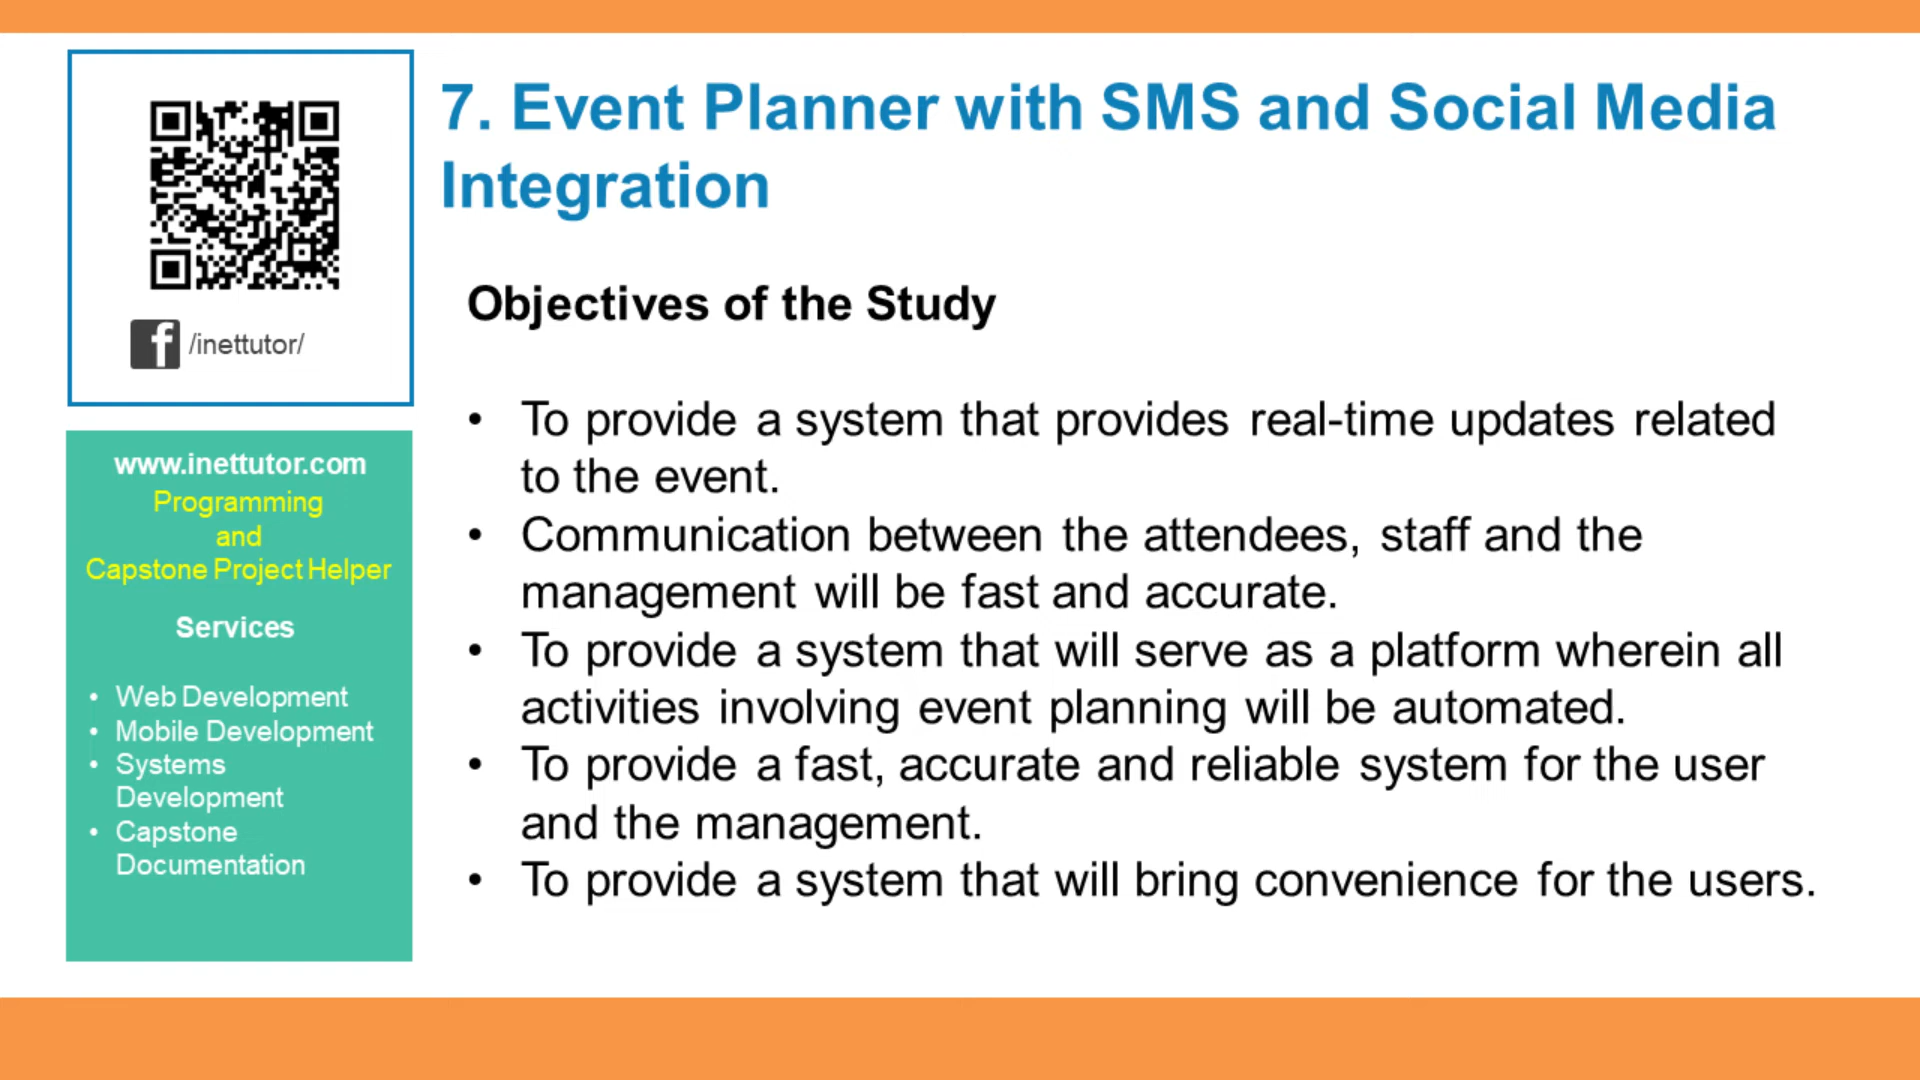 7. Event Planner with SMS and Social Media
Integration
/inettutor/
www.inettutor.com
Programming
and
Capstone Project Helper
Services
• Web Development
• Mobile Development
• Systems
Development
• Capstone
Documentation
Objectives of the Study
• To provide a system that provides real-time updates related
to the event.
• Communication between the attendees, staff and the
management will be fast and accurate.
• To provide a system that will serve as a platform wherein all
activities involving event planning will be automated.
• To provide a fast, accurate and reliable system for the user
and the management.
• To provide a system that will bring convenience for the users.